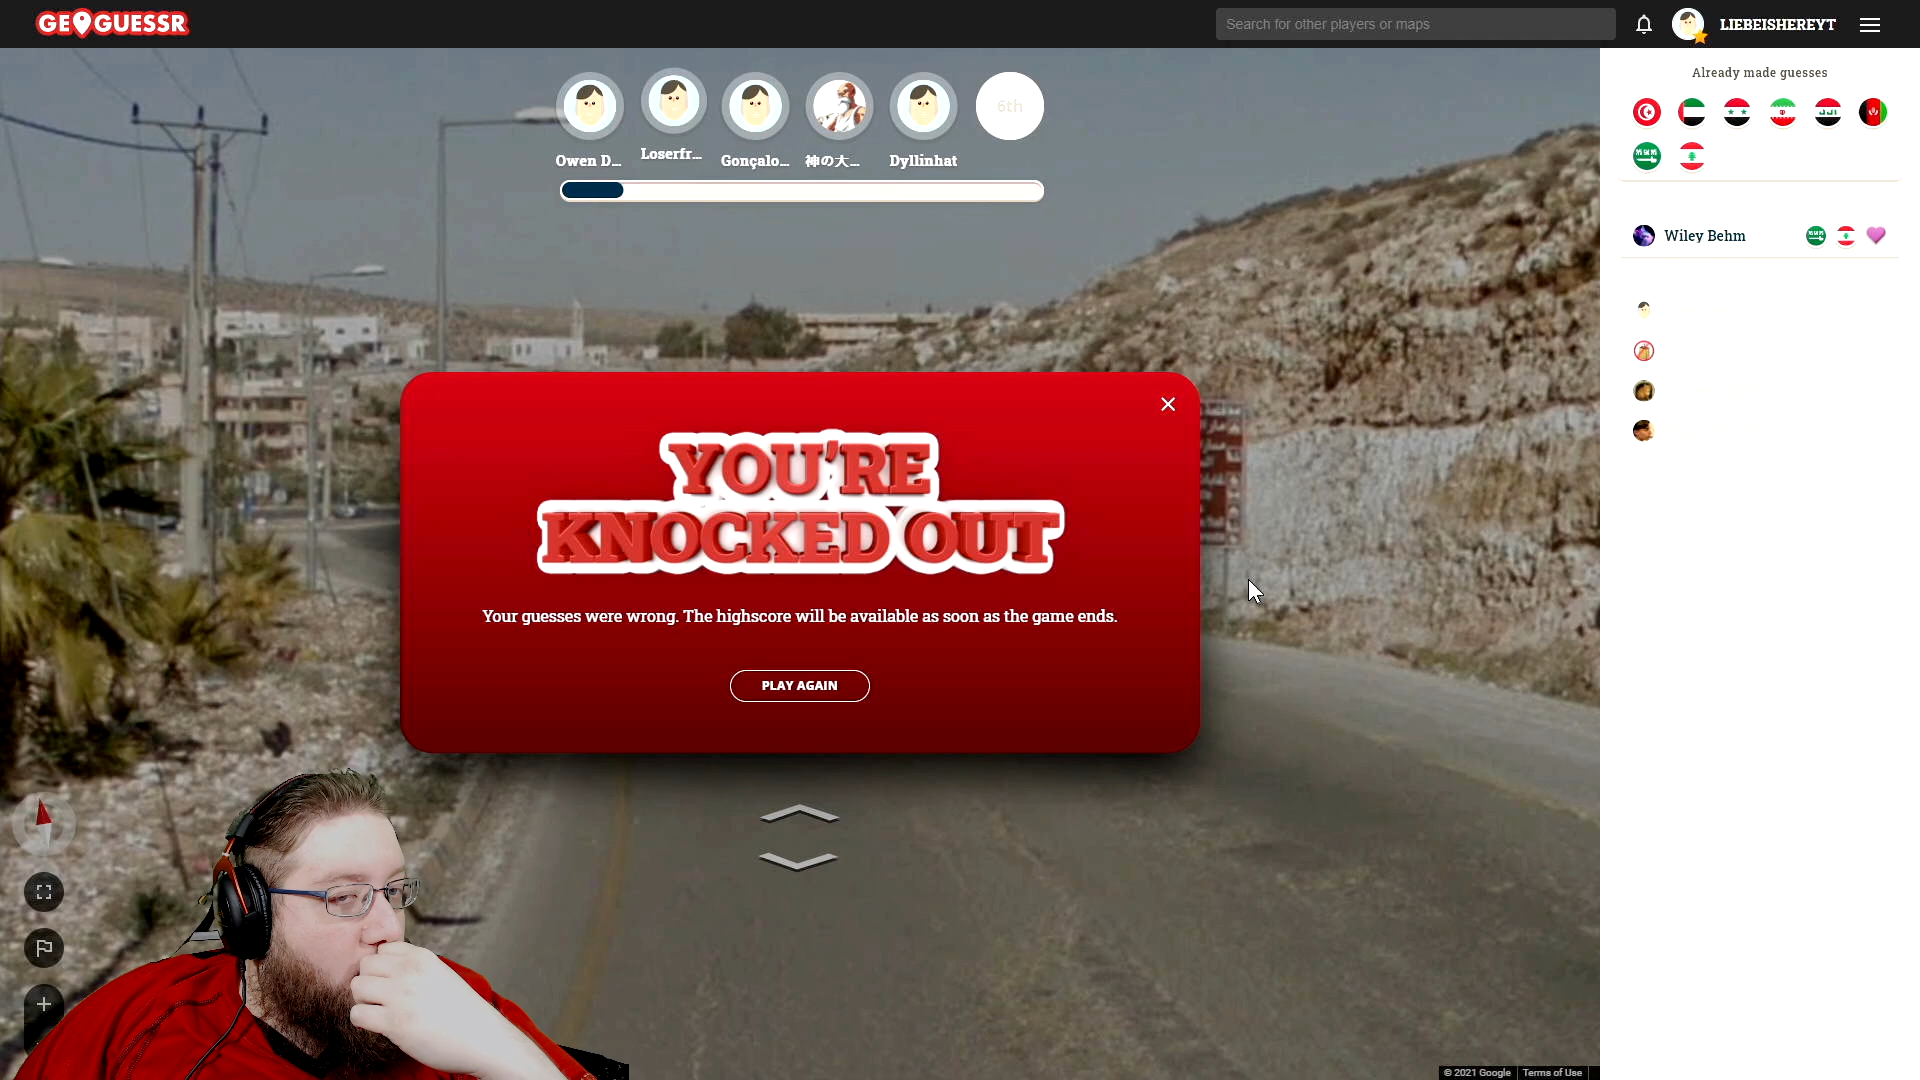 GEOGUESSR
Search for other players or maps
LIEBEISHEREYT
Already made guesses
6th
Owen D...
Loserfr...
Gonçalo...
神の大...
Dyllinhat
Wiley Behm
YOU'RE
KNOCKED OUT
Your guesses were wrong. The highscore will be available as soon as the game ends.
PLAY AGAIN
© 2021 Google
Terms of Use